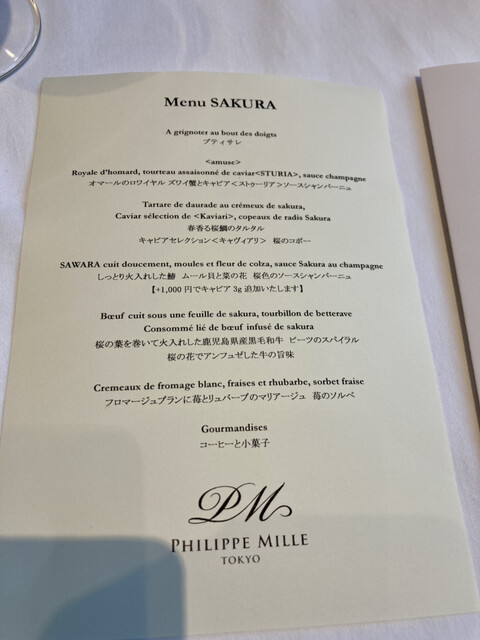 Menu SAKURA
A grignoter au bout des doigts
プティサレ
<amuse>
Royale d'homard, tourteau assaisonné de caviar<STURIA>, sauce champagne
オマールのロワイヤル ズワイ蟹とキャビア<ストゥーリア>ソースシャンパーニュ
Tartare de daurade au crémeux de sakura,
Caviar sélection de <Kaviari>, copeaux de radis Sakura
春香る桜鯛のタルタル
キャビアセレクション<キャヴィアリ> 桜のコポー
SAWARA cuit doucement, moules et fleur de colza, sauce Sakura au champagne
しっとり火入れした鰆 ムール貝と菜の花 桜色のソースシャンパーニュ
【+1,000 円でキャビア 3g 追加いたします】
Bœuf cuit sous une feuille de sakura, tourbillon de betterave
Consommé lié de bœuf infusé de sakura
桜の葉を巻いて火入れした鹿児島県産黒毛和牛 ビーツのスパイラル
桜の花でアンフュゼした牛の旨味
Cremeaux de fromage blanc, fraises et rhubarbe, sorbet fraise
フロマージュブランに苺とリュバーブのマリアージュ 苺のソルベ
Gourmandises
コーヒーと小菓子
PM
PHILIPPE MILLE
TOKYO